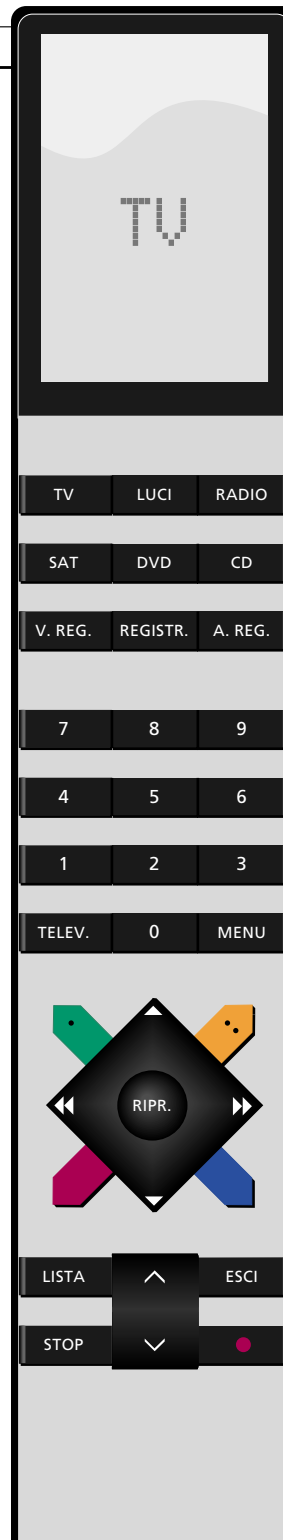 TV
TV LUCI RADIO
SAT DVD CD
V. REG. REGISTR. A. REG.
7 8 9
4 5 6
1 2 3
TELEV. 0 MENU
RIPR.
LISTA ESCI
STOP